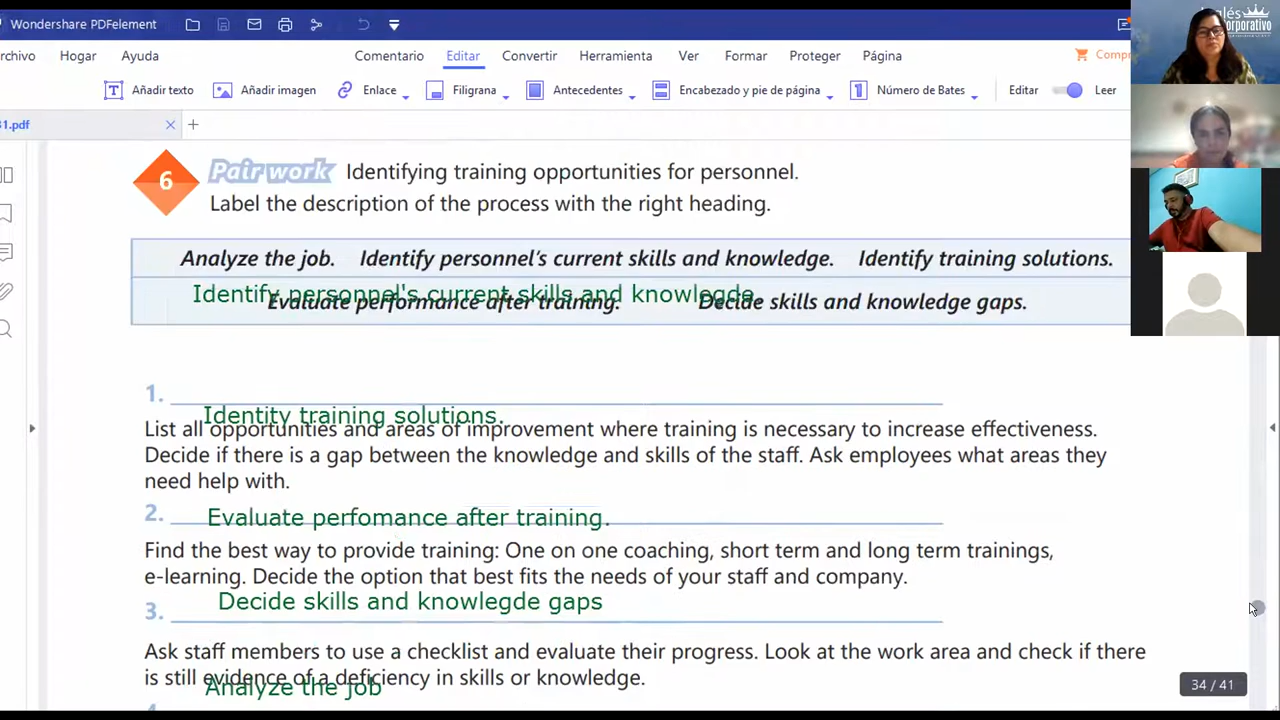 Wondershare PDFelement
Inglés
corporativo
rchivo Hogar Ayuda Comentario Editar Convertir Herramienta Ver Formar Proteger Página Compr
Añadir texto Añadir imagen Enlace Filigrana Antecedentes Encabezado y pie de página Número de Bates Editar Leer
31.pdf
6 Pair work Identifying training opportunities for personnel.
Label the description of the process with the right heading.
Analyze the job. Identify personnel's current skills and knowledge. Identify training solutions.
Identify personnel's current skills and knowlegde.
Evaluate performance after training. Decide skills and knowledge gaps.
1.
Identity training solutions.
List all opportunities and areas of improvement where training is necessary to increase effectiveness.
Decide if there is a gap between the knowledge and skills of the staff. Ask employees what areas they
need help with.
2. Evaluate perfomance after training.
Find the best way to provide training: One on one coaching, short term and long term trainings,
e-learning. Decide the option that best fits the needs of your staff and company.
Decide skills and knowlegde gaps
3.
Ask staff members to use a checklist and evaluate their progress. Look at the work area and check if there
is still evidence of a deficiency in skills or knowledge.
Analyze the job
34 / 41